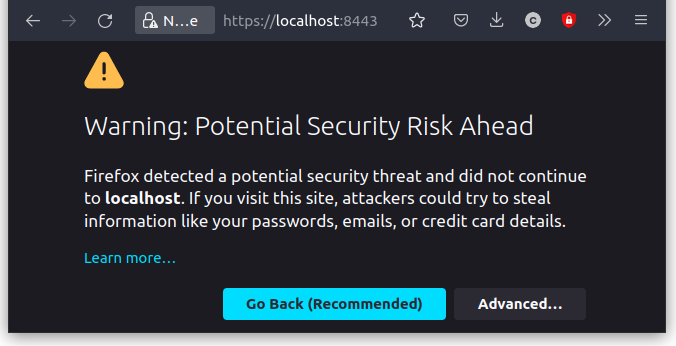 N...e https://localhost:8443 C
Warning: Potential Security Risk Ahead
Firefox detected a potential security threat and did not continue
to localhost. If you visit this site, attackers could try to steal
information like your passwords, emails, or credit card details.
Learn more...
Go Back (Recommended) Advanced...